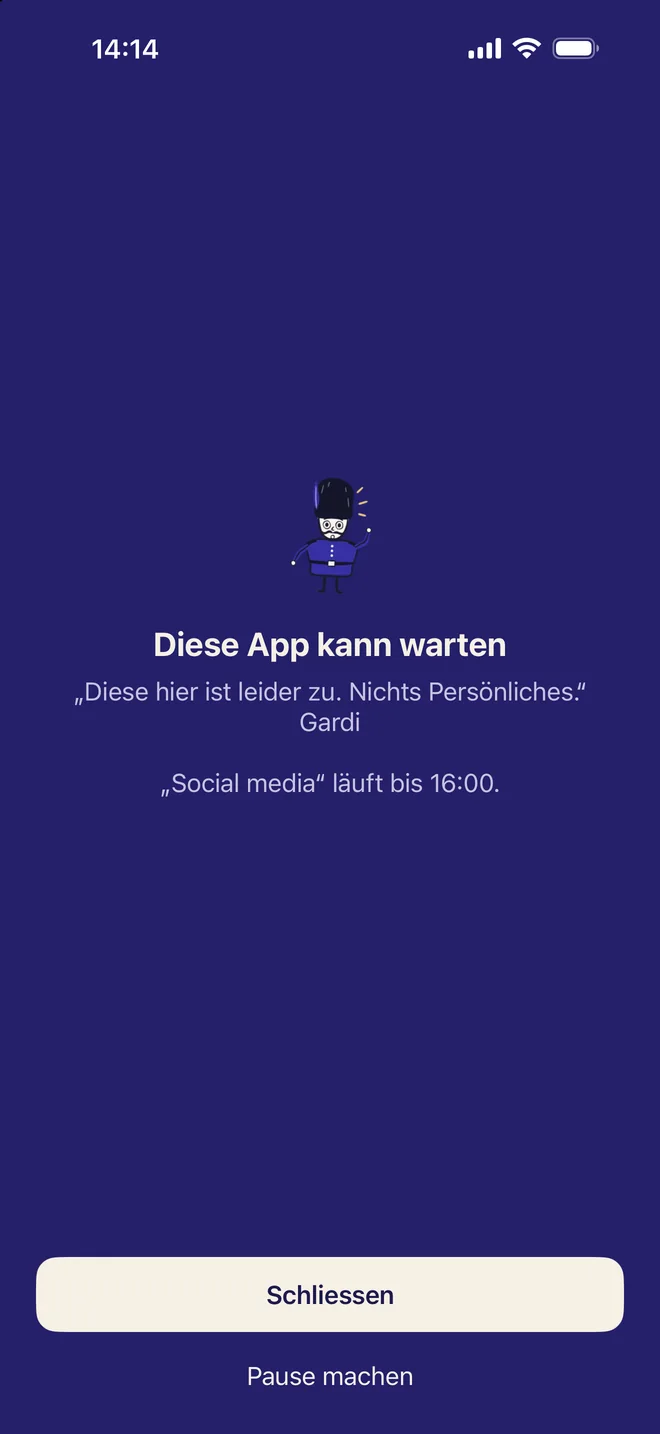 14:14
Diese App kann warten
„Diese hier ist leider zu. Nichts Persönliches.“
Gardi
„Social media“ läuft bis 16:00.
Schliessen
Pause machen